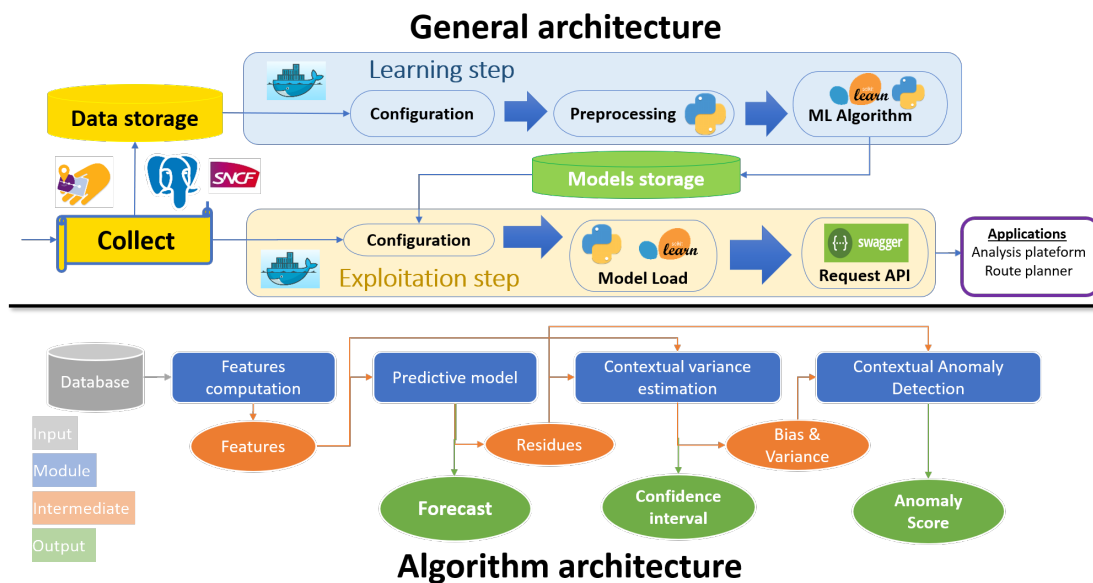 General architecture
Learning step
Data storage
Configuration
Preprocessing
learn
ML Algorithm
SNCF
Models storage
Collect
Configuration
learn
Model Load
{···} swagger
Request API
Exploitation step
Applications
Analysis plateform
Route planner
Database
Features
computation
Predictive model
Contextual variance
estimation
Contextual Anomaly
Detection
Input
Features
Residues
Bias &
Variance
Module
Intermediate
Forecast
Confidence
interval
Anomaly
Score
Output
Algorithm architecture